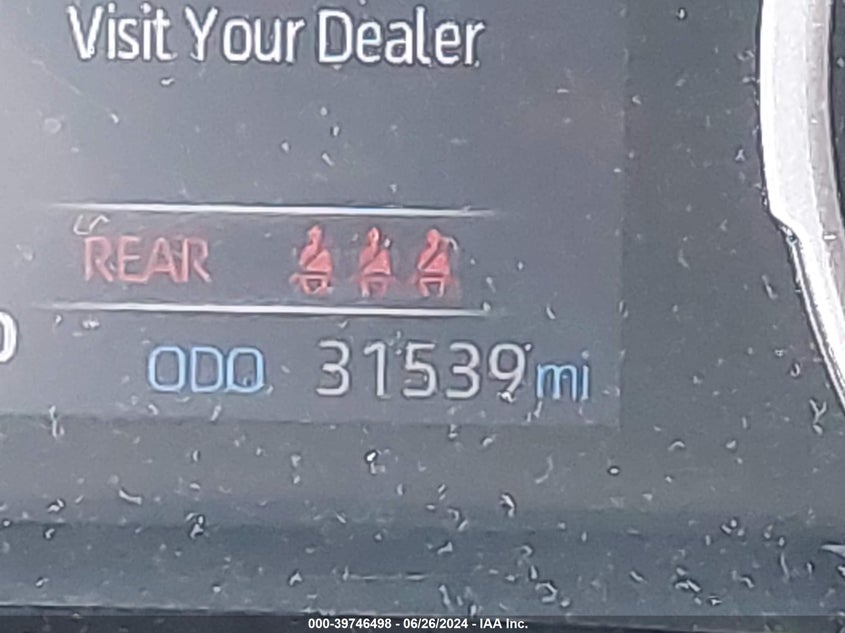 Visit Your Dealer
REAR
ODO 31539 mi
000-39746498 - 06/26/2024 - IAA Inc.